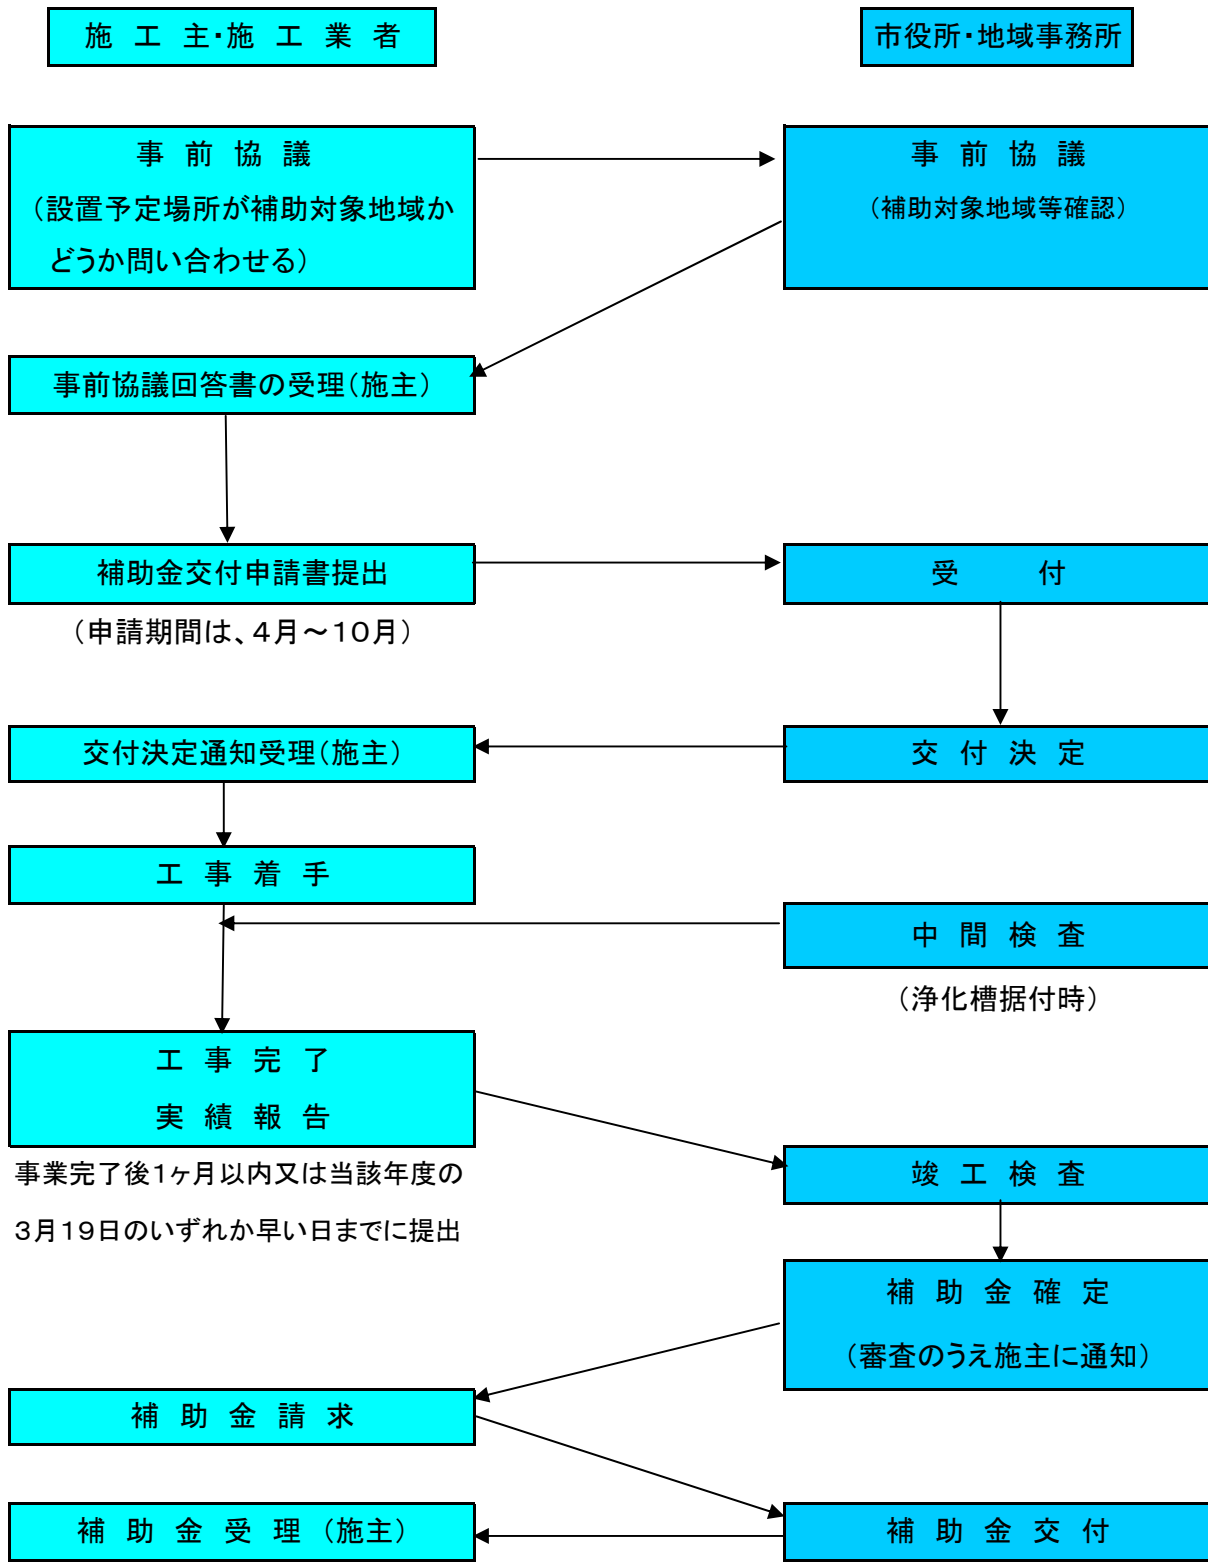 施工主・施工業者
市役所・地域事務所
事前協議
（設置予定場所が補助対象地域か
どうか問い合わせる）
事前協議
（補助対象地域等確認）
事前協議回答書の受理（施主）
補助金交付申請書提出
（申請期間は、４月～１０月）
受付
交付決定通知受理（施主）
交付決定
工事着手
中間検査
（浄化槽据付時）
工事完了
実績報告
事業完了後１ヶ月以内又は当該年度の
３月１９日のいずれか早い日までに提出
竣工検査
補助金確定
（審査のうえ施主に通知）
補助金請求
補助金受理（施主）
補助金交付